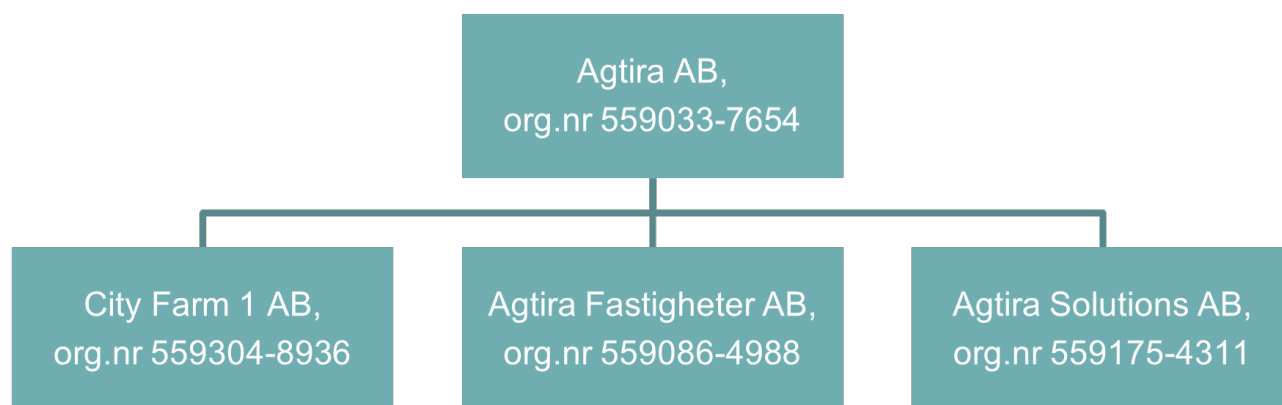 Agtira AB,
org.nr 559033-7654
City Farm 1 AB,
org.nr 559304-8936
Agtira Fastigheter AB,
org.nr 559086-4988
Agtira Solutions AB,
org.nr 559175-4311